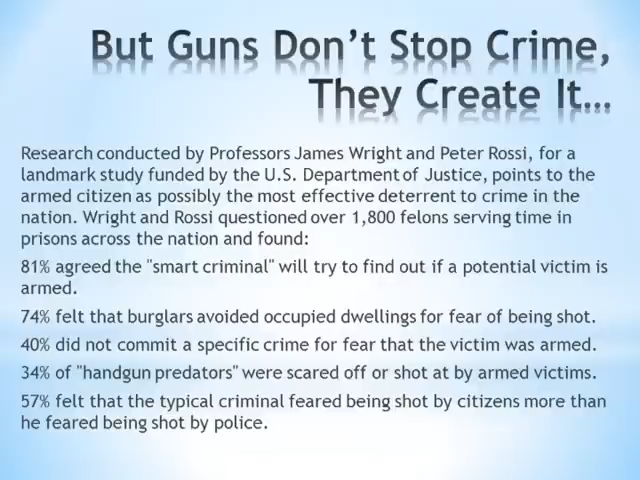 But Guns Don’t Stop Crime,
They Create It…
Research conducted by Professors James Wright and Peter Rossi, for a
landmark study funded by the U.S. Department of Justice, points to the
armed citizen as possibly the most effective deterrent to crime in the
nation. Wright and Rossi questioned over 1,800 felons serving time in
prisons across the nation and found:
81% agreed the "smart criminal" will try to find out if a potential victim is
armed.
74% felt that burglars avoided occupied dwellings for fear of being shot.
40% did not commit a specific crime for fear that the victim was armed.
34% of "handgun predators" were scared off or shot at by armed victims.
57% felt that the typical criminal feared being shot by citizens more than
he feared being shot by police.